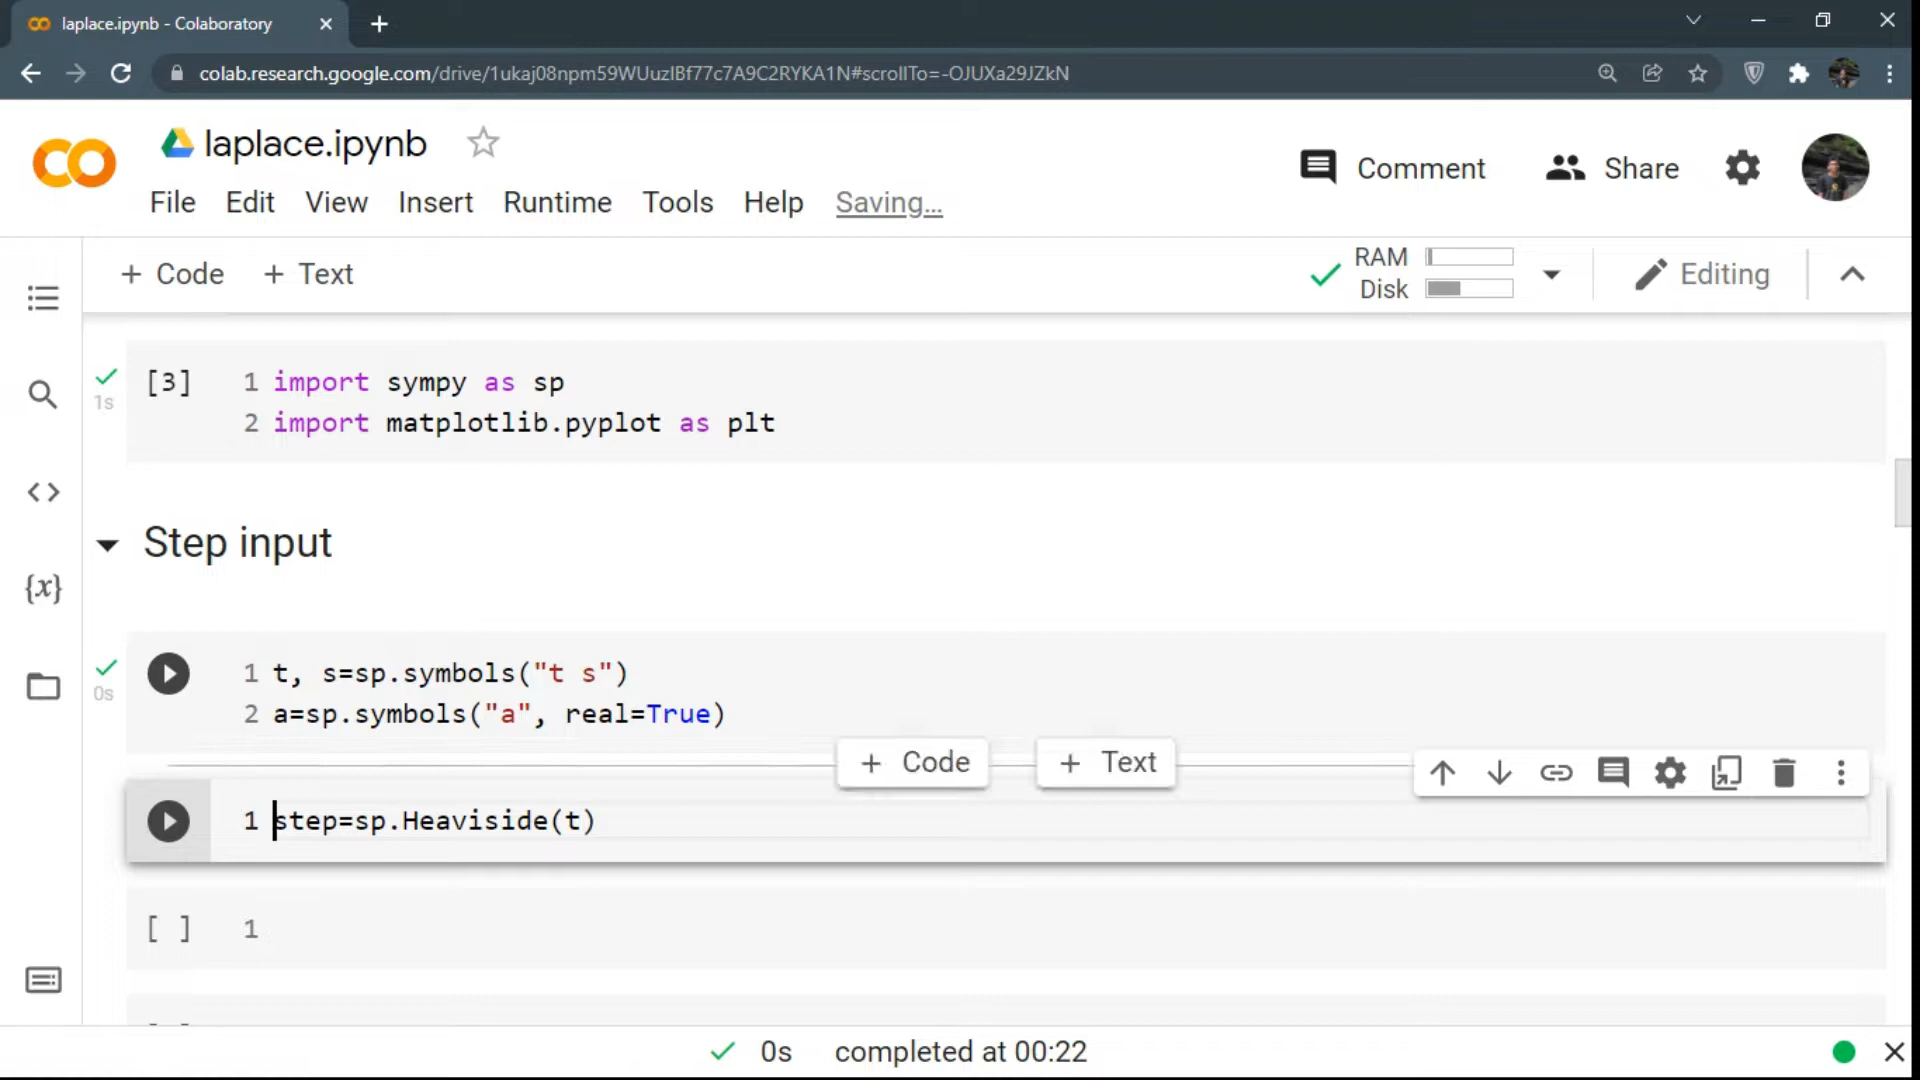 laplace.ipynb - Colaboratory
colab.research.google.com/drive/1ukaj08npm59WUuzIBf77c7A9C2RYKA1N#scrollTo=-OJUXa29JZkN
laplace.ipynb
Comment
Share
File Edit View Insert Runtime Tools Help Saving...
+ Code + Text
RAM
Disk
Editing
[3]
1s
1 import sympy as sp
2 import matplotlib.pyplot as plt
Step input
{x}
0s
1 t, s=sp.symbols("t s")
2 a=sp.symbols("a", real=True)
+ Code + Text
1 step=sp.Heaviside(t)
[ ] 1
0s completed at 00:22